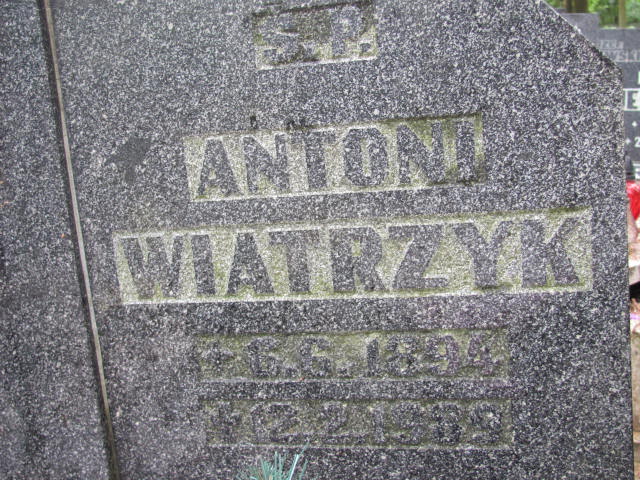 Ś.P.
ANTONI
WIATRZYK
* 6.6.1894